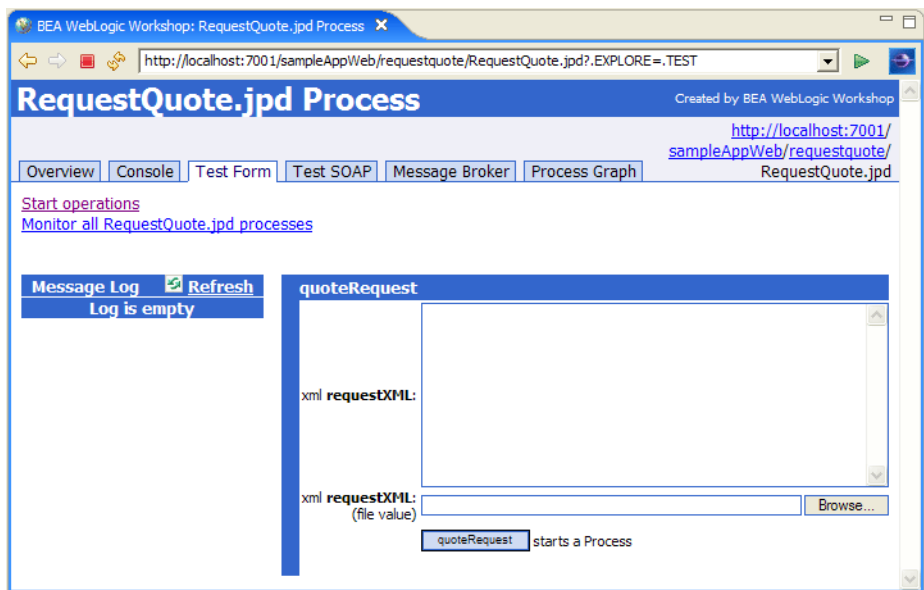 BEA WebLogic Workshop: RequestQuote.jpd Process
http://localhost:7001/sampleAppWeb/requestquote/RequestQuote.jpd?.EXPLORE=.TEST
RequestQuote.jpd Process
Created by BEA WebLogic Workshop
http://localhost:7001/
sampleAppWeb/requestquote/
RequestQuote.jpd
Overview Console Test Form Test SOAP Message Broker Process Graph
Start operations
Monitor all RequestQuote.jpd processes
Message Log Refresh
Log is empty
quoteRequest
xml requestXML:
xml requestXML:
(file value)
Browse...
quoteRequest starts a Process